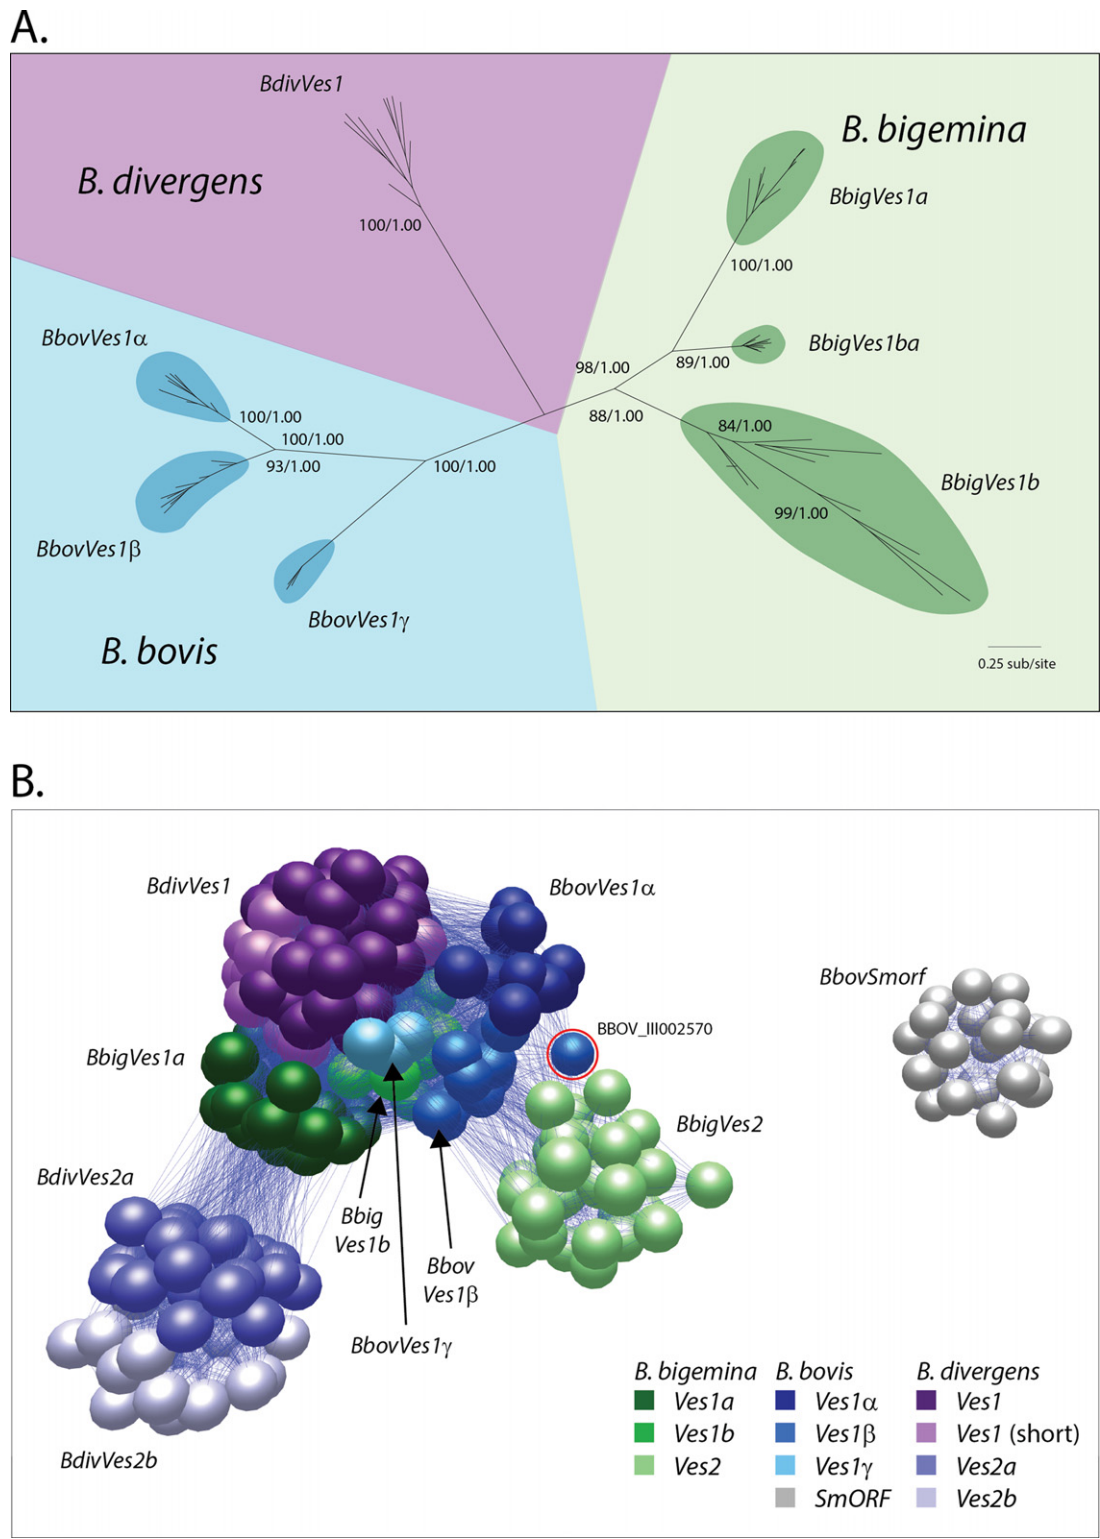 A.
BdivVes1
B. bigemina
B. divergens
BbigVes1a
100/1.00
100/1.00
BbovVes1α
BbigVes1ba
98/1.00
89/1.00
100/1.00
88/1.00
84/1.00
100/1.00
93/1.00
100/1.00
BbigVes1b
99/1.00
BbovVes1β
BbovVes1γ
B. bovis
0.25 sub/site
B.
BdivVes1
BbovVes1α
BbovSmorf
BBOV_III002570
BbigVes1a
BbigVes2
BdivVes2a
Bbig
Ves1b
Bbov
Ves1β
BbovVes1γ
BdivVes2b
B. bigemina B. bovis B. divergens
Ves1a Ves1α Ves1
Ves1b Ves1β Ves1 (short)
Ves2 Ves1γ Ves2a
SmORF Ves2b